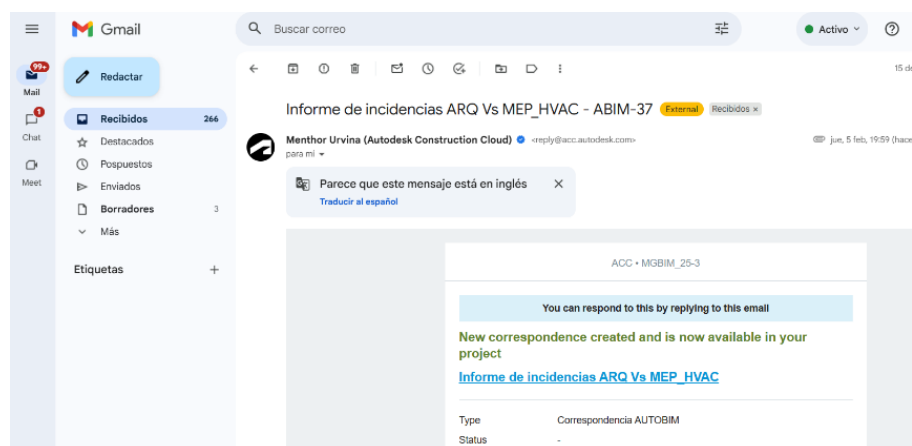 Gmail
Buscar correo
Activo
99+
Mail
Chat
Meet
Redactar
Recibidos 266
Destacados
Pospuestos
Enviados
Borradores 3
Más
Etiquetas +
15 de
Informe de incidencias ARQ Vs MEP_HVAC - ABIM-37 External Recibidos ×
Menthor Urvina (Autodesk Construction Cloud) <reply@acc.autodesk.com> jue, 5 feb, 19:59 (hace
para mí
Parece que este mensaje está en inglés
Traducir al español
ACC • MGBIM_25-3
You can respond to this by replying to this email
New correspondence created and is now available in your
project
Informe de incidencias ARQ Vs MEP_HVAC
Type Correspondencia AUTOBIM
Status -